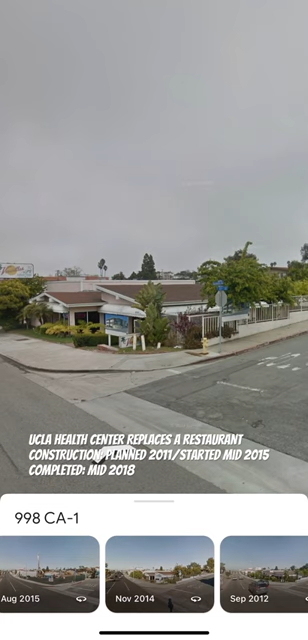 UCLA HEALTH CENTER REPLACES A RESTAURANT
CONSTRUCTION: PLANNED 2011/STARTED MID 2015
COMPLETED: MID 2018
998 CA-1
Aug 2015
Nov 2014
Sep 2012